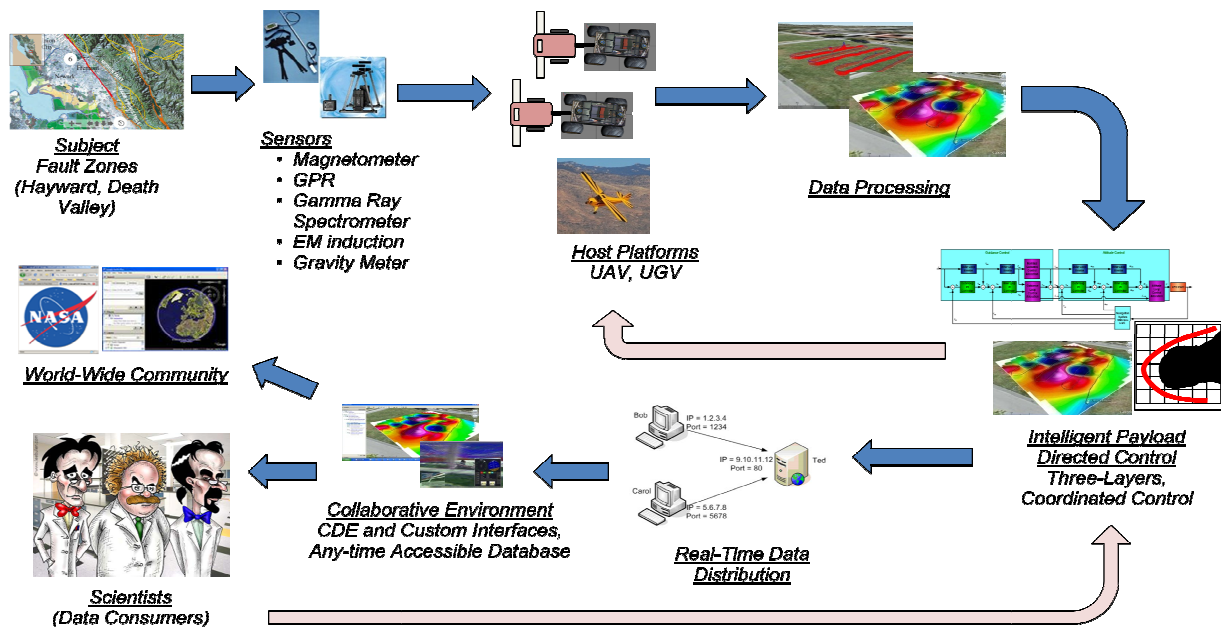 Subject
Fault Zones
(Hayward, Death
Valley)
Sensors
• Magnetometer
• GPR
• Gamma Ray
Spectrometer
• EM induction
• Gravity Meter
Host Platforms
UAV, UGV
Data Processing
Intelligent Payload
Directed Control
Three-Layers,
Coordinated Control
Bob
IP = 1.2.3.4
Port = 1234
IP = 9.10.11.12
Port = 80
Ted
Carol
IP = 5.6.7.8
Port = 5678
Real-Time Data
Distribution
Collaborative Environment
CDE and Custom Interfaces,
Any-time Accessible Database
NASA
World-Wide Community
Scientists
(Data Consumers)